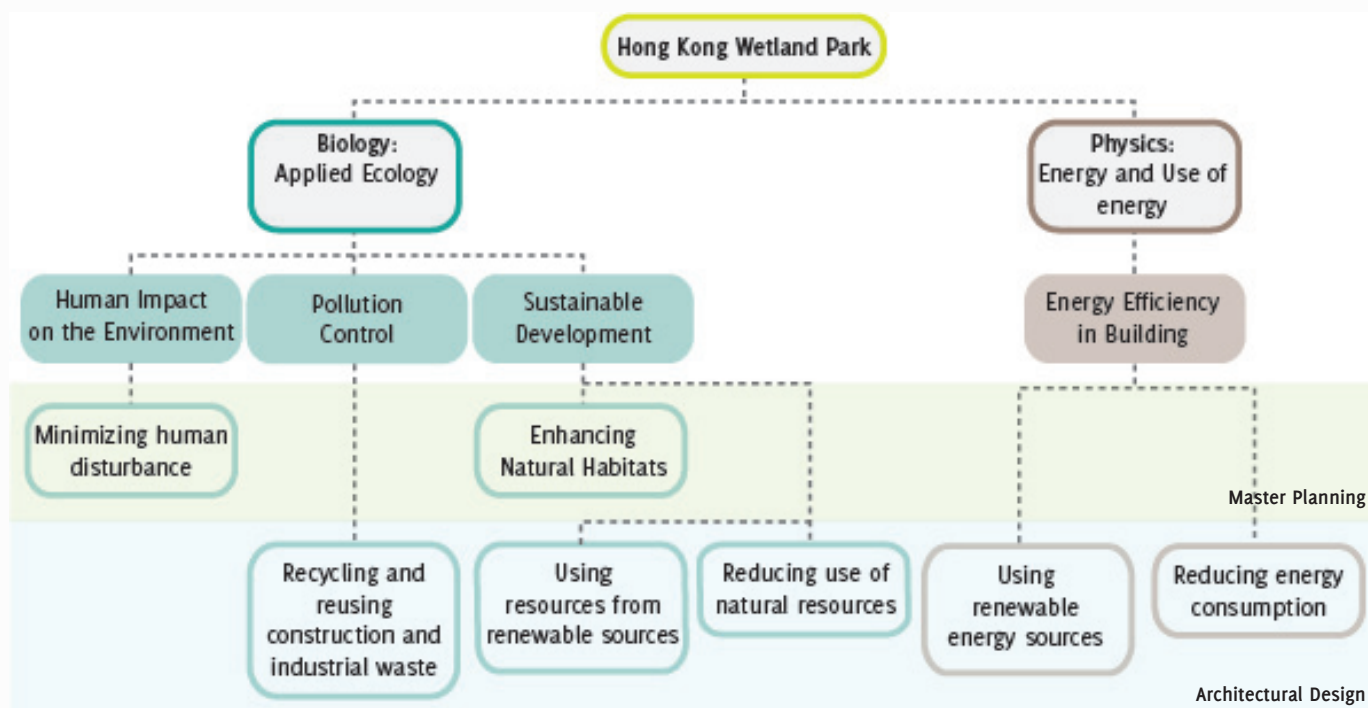 Hong Kong Wetland Park
Biology:
Applied Ecology
Physics:
Energy and Use of
energy
Human Impact
on the Environment
Pollution
Control
Sustainable
Development
Energy Efficiency
in Building
Minimizing human
disturbance
Enhancing
Natural Habitats
Master Planning
Recycling and
reusing
construction and
industrial waste
Using
resources from
renewable sources
Reducing use of
natural resources
Using
renewable
energy sources
Reducing energy
consumption
Architectural Design